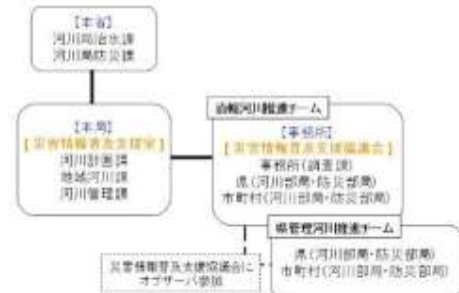 【本省】
河川局治水課
河川局防災課
【本局】
【災害情報普及支援室】
河川計画課
地域河川課
河川管理課
直轄河川推進チーム
【事務所】
【災害情報普及支援協議会】
事務所(調査課)
県(河川部局・防災部局)
市町村(河川部局・防災部局)
県管理河川推進チーム
県(河川部局・防災部局)
市町村(河川部局・防災部局)
災害情報普及支援協議会に
オブザーバ参加